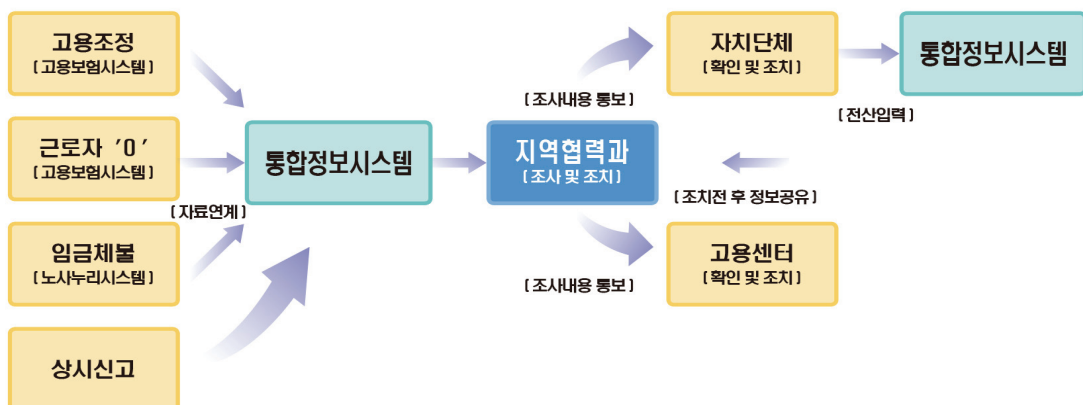 고용조정
[ 고용보험시스템 ]
근로자 '0'
[ 고용보험시스템 ]
[ 자료연계 ]
임금체불
[ 노사누리시스템 ]
상시신고
통합정보시스템
지역협력과
[ 조사 및 조치 ]
[ 조사내용 통보 ]
[ 조사내용 통보 ]
자치단체
[ 확인 및 조치 ]
[ 조치전 후 정보공유 ]
고용센터
[ 확인 및 조치 ]
[ 전산입력 ]
통합정보시스템